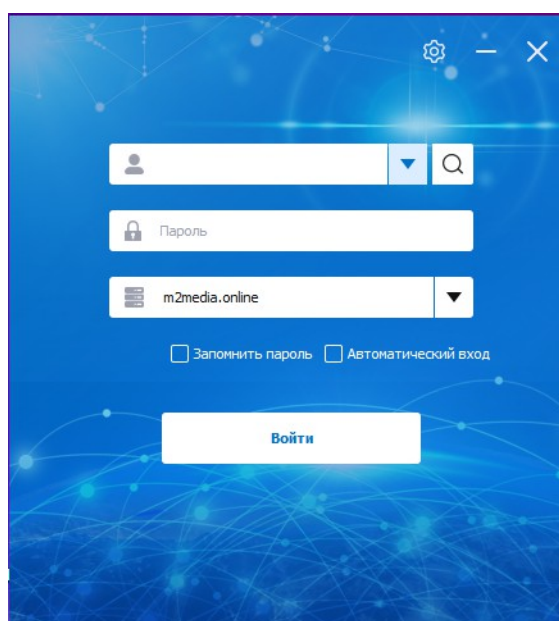 Пароль
m2media.online
Запомнить пароль Автоматический вход
Войти